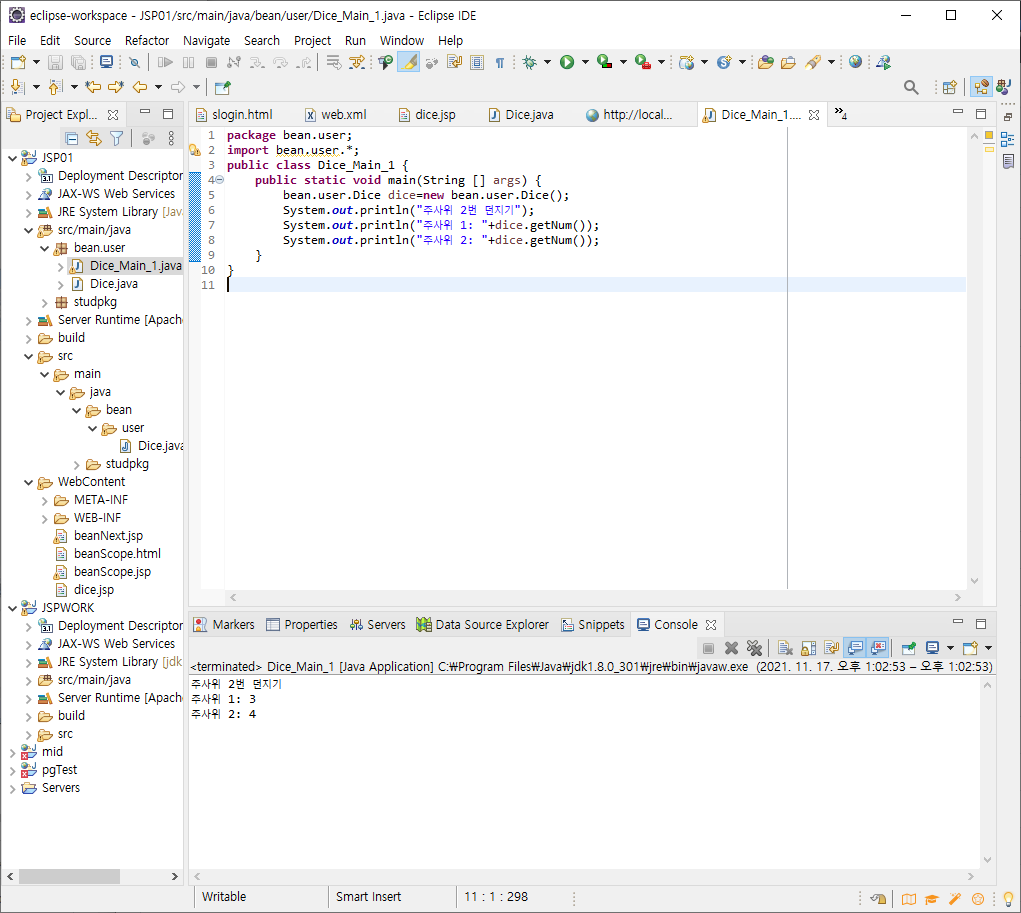 eclipse-workspace - JSP01/src/main/java/bean/user/Dice_Main_1.java - Eclipse IDE
File Edit Source Refactor Navigate Search Project Run Window Help
Project Expl...
JSP01
3.1 Deployment Descriptor
JAX-WS Web Services
JRE System Library [Java
src/main/java
bean.user
Dice_Main_1.java
Dice.java
studpkg
Server Runtime [Apach
build
src
main
java
bean
user
Dice.java
studpkg
WebContent
META-INF
WEB-INF
beanNext.jsp
beanScope.html
beanScope.jsp
dice.jsp
JSPWORK
3.1 Deployment Descriptor
JAX-WS Web Services
JRE System Library [jdk
src/main/java
Server Runtime [Apach
build
src
mid
pgTest
Servers
slogin.html web.xml dice.jsp Dice.java http://local... Dice_Main_1.... »4
1 package bean.user;
2 import bean.user.*;
3 public class Dice_Main_1 {
4 public static void main(String [] args) {
5 bean.user.Dice dice=new bean.user.Dice();
6 System.out.println("주사위 2번 던지기");
7 System.out.println("주사위 1: "+dice.getNum());
8 System.out.println("주사위 2: "+dice.getNum());
9 }
10 }
11
Markers Properties Servers Data Source Explorer Snippets Console
<terminated> Dice_Main_1 [Java Application] C:₩Program Files₩Java₩jdk1.8.0_301₩jre₩bin₩javaw.exe (2021. 11. 17. 오후 1:02:53 – 오후 1:02:53)
주사위 2번 던지기
주사위 1: 3
주사위 2: 4
Writable Smart Insert 11 : 1 : 298